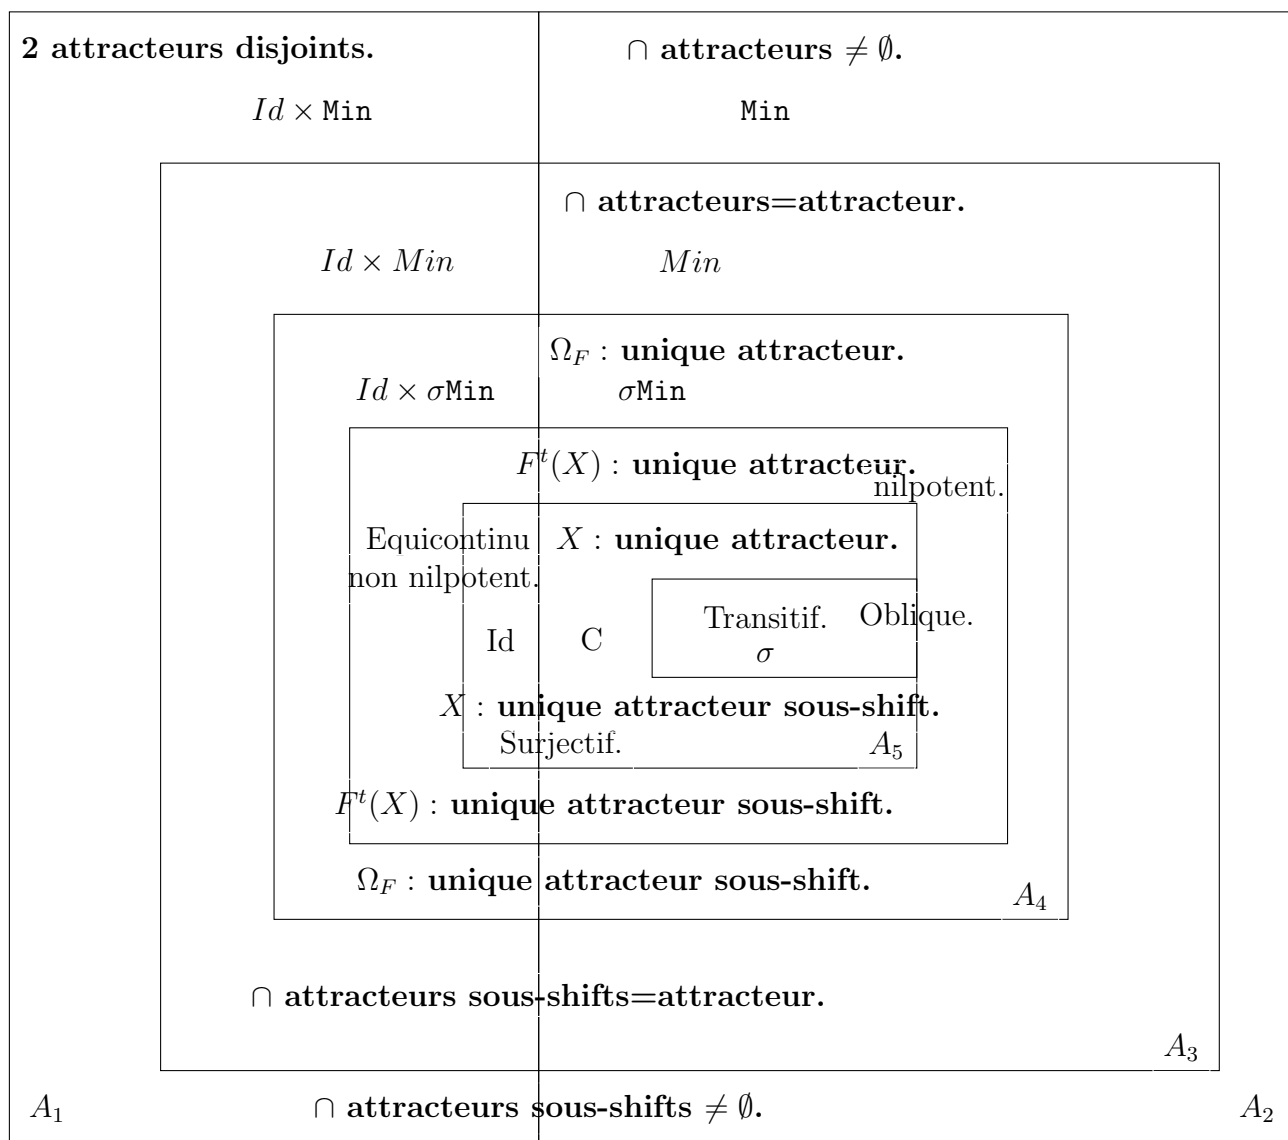 2 attracteurs disjoints.
∩ attracteurs ≠ ∅.
Id × Min
Min
∩ attracteurs=attracteur.
Id × Min
Min
Ω_F : unique attracteur.
Id × σMin
σMin
F^t(X) : unique attracteur.
nilpotent.
Equicontinu
non nilpotent.
X : unique attracteur.
Transitif.
Oblique.
Id
C
σ
X : unique attracteur sous-shift.
Surjectif.
A_5
F^t(X) : unique attracteur sous-shift.
Ω_F : unique attracteur sous-shift.
A_4
∩ attracteurs sous-shifts=attracteur.
A_3
A_1
∩ attracteurs sous-shifts ≠ ∅.
A_2